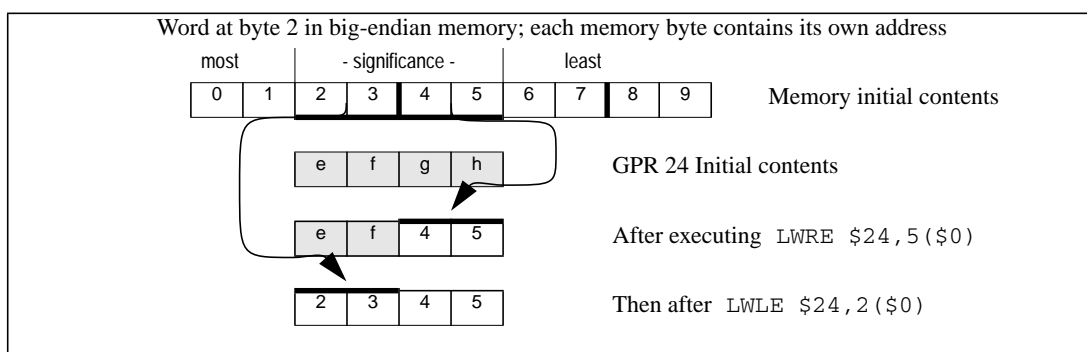 Word at byte 2 in big-endian memory; each memory byte contains its own address
most - significance - least
0 1 2 3 4 5 6 7 8 9 Memory initial contents
e f g h GPR 24 Initial contents
e f 4 5 After executing LWRE $24,5($0)
2 3 4 5 Then after LWLE $24,2($0)